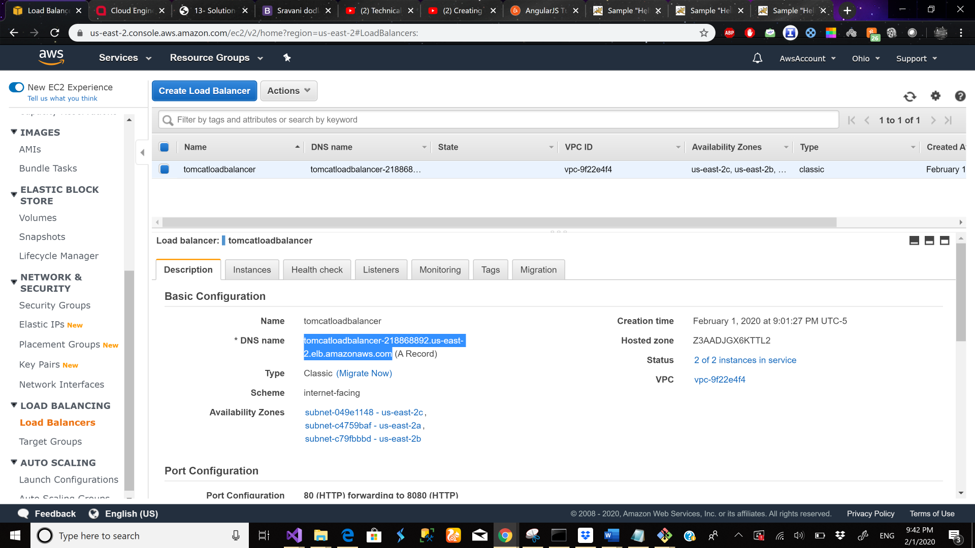 Load Balanc
Cloud Engin
13- Solution
Sravani dod
(2) Technical
(2) Creating
AngularJS Tu
Sample "Hel
Sample "Hel
Sample "Hel
us-east-2.console.aws.amazon.com/ec2/v2/home?region=us-east-2#LoadBalancers:
aws
Services
Resource Groups
AwsAccount
Ohio
Support
New EC2 Experience
Tell us what you think
IMAGES
AMIs
Bundle Tasks
ELASTIC BLOCK
STORE
Volumes
Snapshots
Lifecycle Manager
NETWORK &
SECURITY
Security Groups
Elastic IPs New
Placement Groups New
Key Pairs New
Network Interfaces
LOAD BALANCING
Load Balancers
Target Groups
AUTO SCALING
Launch Configurations
Auto Scaling Groups
Create Load Balancer
Actions
Filter by tags and attributes or search by keyword
1 to 1 of 1
Name DNS name State VPC ID Availability Zones Type Created A
tomcatloadbalancer tomcatloadbalancer-218868... vpc-9f22e4f4 us-east-2c, us-east-2b, ... classic February 1
Load balancer: tomcatloadbalancer
Description Instances Health check Listeners Monitoring Tags Migration
Basic Configuration
Name tomcatloadbalancer
* DNS name tomcatloadbalancer-218868892.us-east-
2.elb.amazonaws.com (A Record)
Type Classic (Migrate Now)
Scheme internet-facing
Availability Zones subnet-049e1148 - us-east-2c,
subnet-c4759baf - us-east-2a,
subnet-c79fbbbd - us-east-2b
Creation time February 1, 2020 at 9:01:27 PM UTC-5
Hosted zone Z3AADJGX6KTTL2
Status 2 of 2 instances in service
VPC vpc-9f22e4f4
Port Configuration
Port Configuration 80 (HTTP) forwarding to 8080 (HTTP)
Feedback
English (US)
© 2008 - 2020, Amazon Web Services, Inc. or its affiliates. All rights reserved.
Privacy Policy
Terms of Use
Type here to search
ENG
9:42 PM
2/1/2020